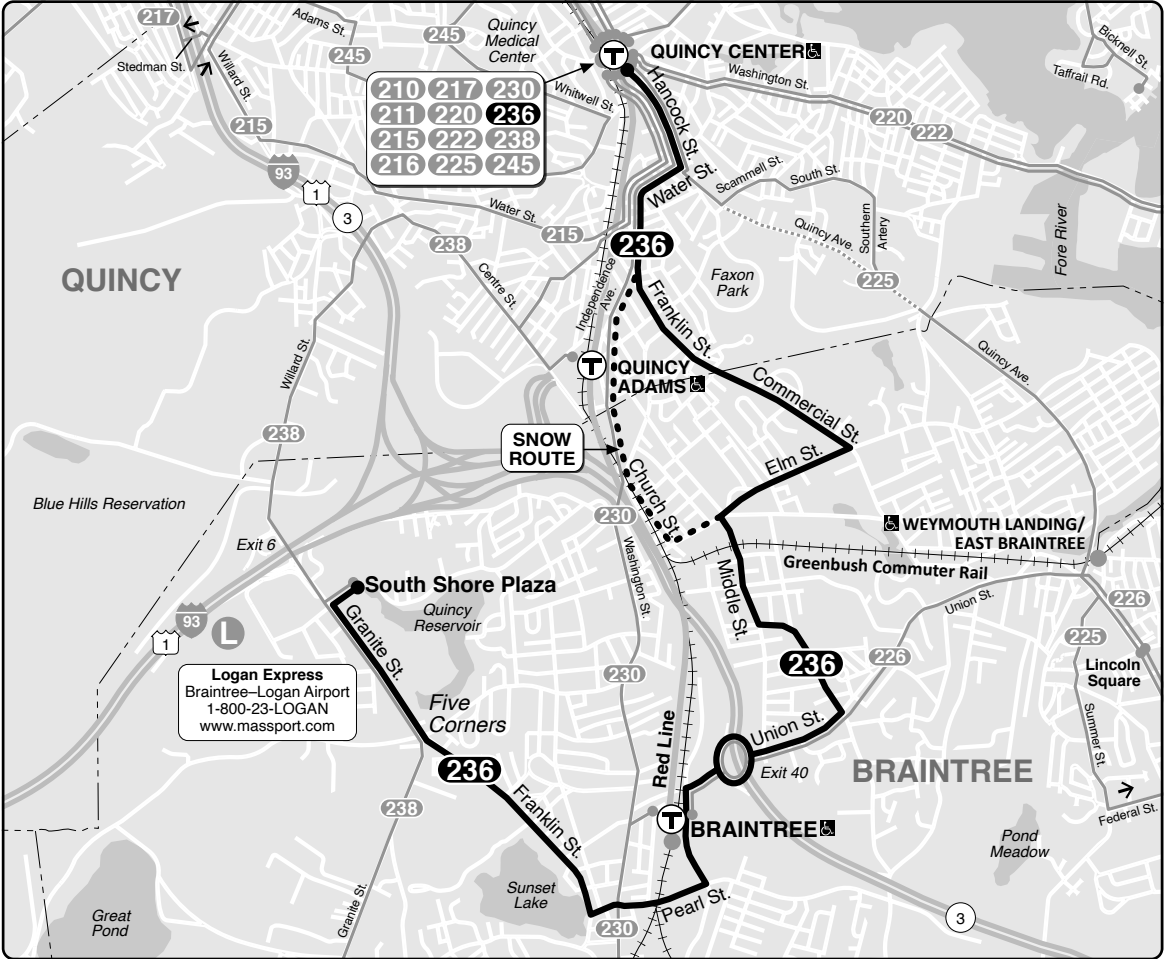 217
Stedman St.
Willard St.
215
Adams St.
245
245
Quincy
Medical
Center
Whitwell St.
T
QUINCY CENTER
Hancock St.
Washington St.
220
222
Bicknell St.
Taffrail Rd.
210 217 230
211 220 236
215 222 238
216 225 245
93
1
3
Water St.
Water St.
215
238
Centre St.
236
Scammell St.
South St.
Southern
Artery
Quincy Ave.
225
Fore River
QUINCY
Independence
Ave.
Faxon
Park
Franklin St.
Willard St.
238
T
QUINCY
ADAMS
Commercial St.
Quincy Ave.
SNOW
ROUTE
Elm St.
Church St.
230
Blue Hills Reservation
Exit 6
WEYMOUTH LANDING/
EAST BRAINTREE
Greenbush Commuter Rail
South Shore Plaza
Quincy
Reservoir
Washington St.
Middle St.
Union St.
226
93
1
L
Granite St.
236
226
225
Lincoln
Square
Logan Express
Braintree–Logan Airport
1-800-23-LOGAN
www.massport.com
Five
Corners
230
Red Line
Union St.
Exit 40
Summer St.
236
BRAINTREE
238
Franklin St.
T
BRAINTREE
Federal St.
Pond
Meadow
Sunset
Lake
Pearl St.
Granite St.
Great
Pond
230
3